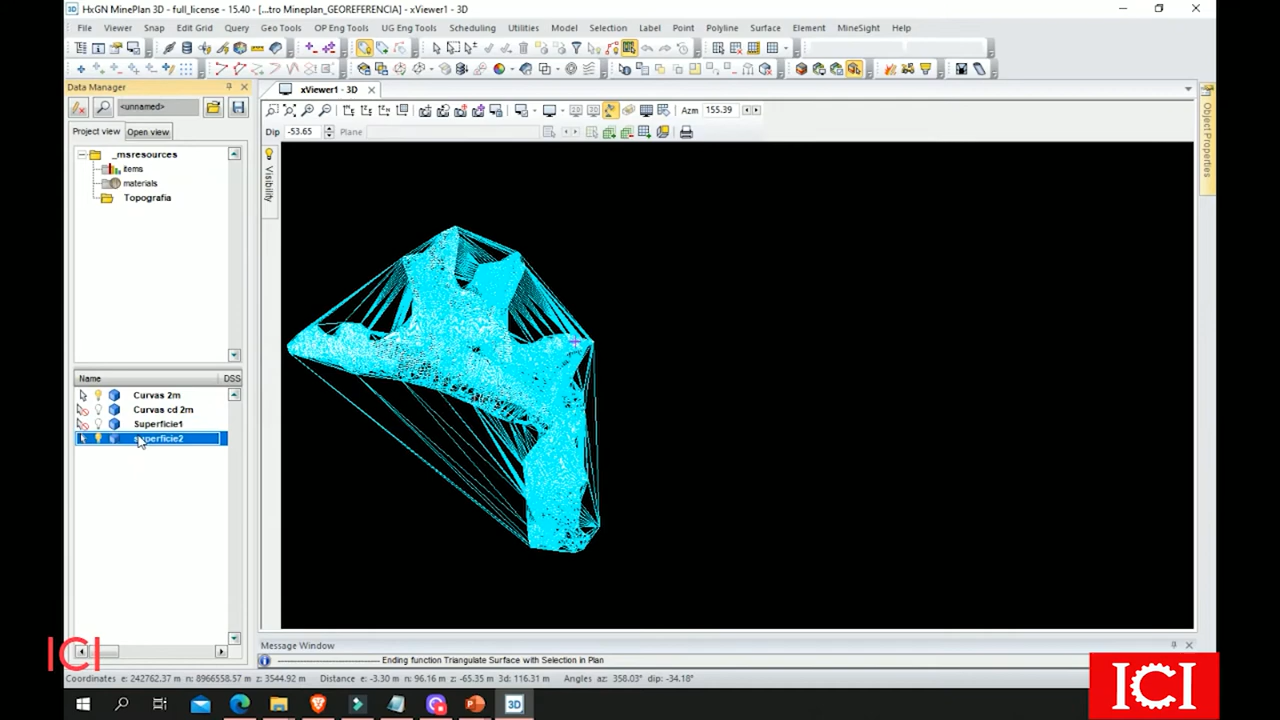 HxGN MinePlan 3D - full_license - 15.40 - [...tro Mineplan_GEOREFERENCIA] - xViewer1 - 3D
File Viewer Snap Edit Grid Query Geo Tools OP Eng Tools UG Eng Tools Scheduling Utilities Model Selection Label Point Polyline Surface Element MineSight Help
Data Manager
xViewer1 - 3D
<unnamed>
Azm 155.39
Project view Open view
Dip -53.65 Plane
_msresources
items
materials
Topografia
Visibility
Object Properties
Name DSS
Curvas 2m
Curvas cd 2m
Superficie1
superficie2
Message Window
Ending function Triangulate Surface with Selection in Plan
Coordinates e: 242762.37 m n: 8966558.57 m z: 3544.92 m Distance e: -3.30 m n: 96.16 m z: -65.35 m 3d: 116.31 m Angles az: 358.03° dip: -34.18°
ICI
ICI
3D